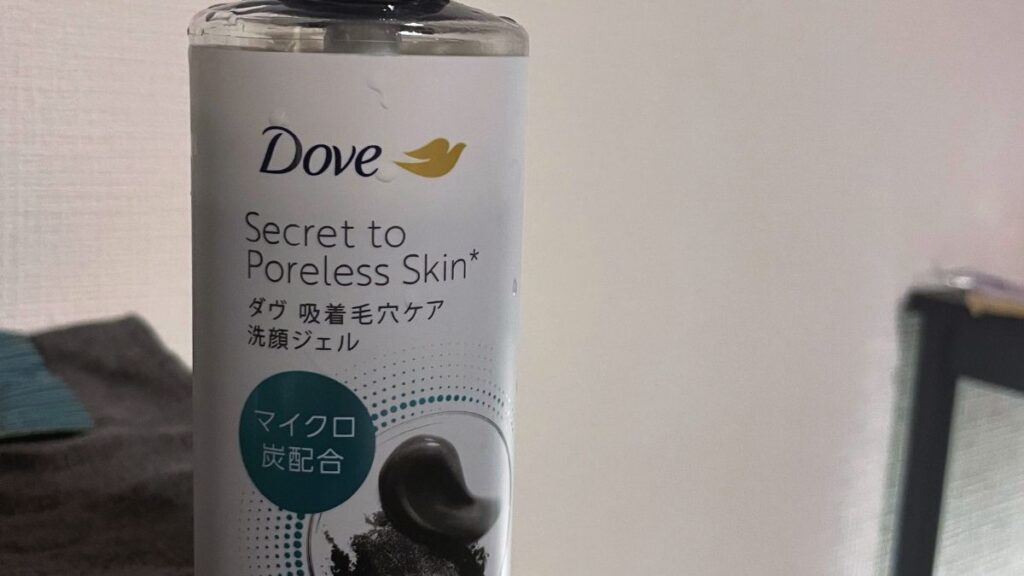 Dove
Secret to
Poreless Skin*
ダヴ 吸着毛穴ケア
洗顔ジェル
マイクロ
炭配合